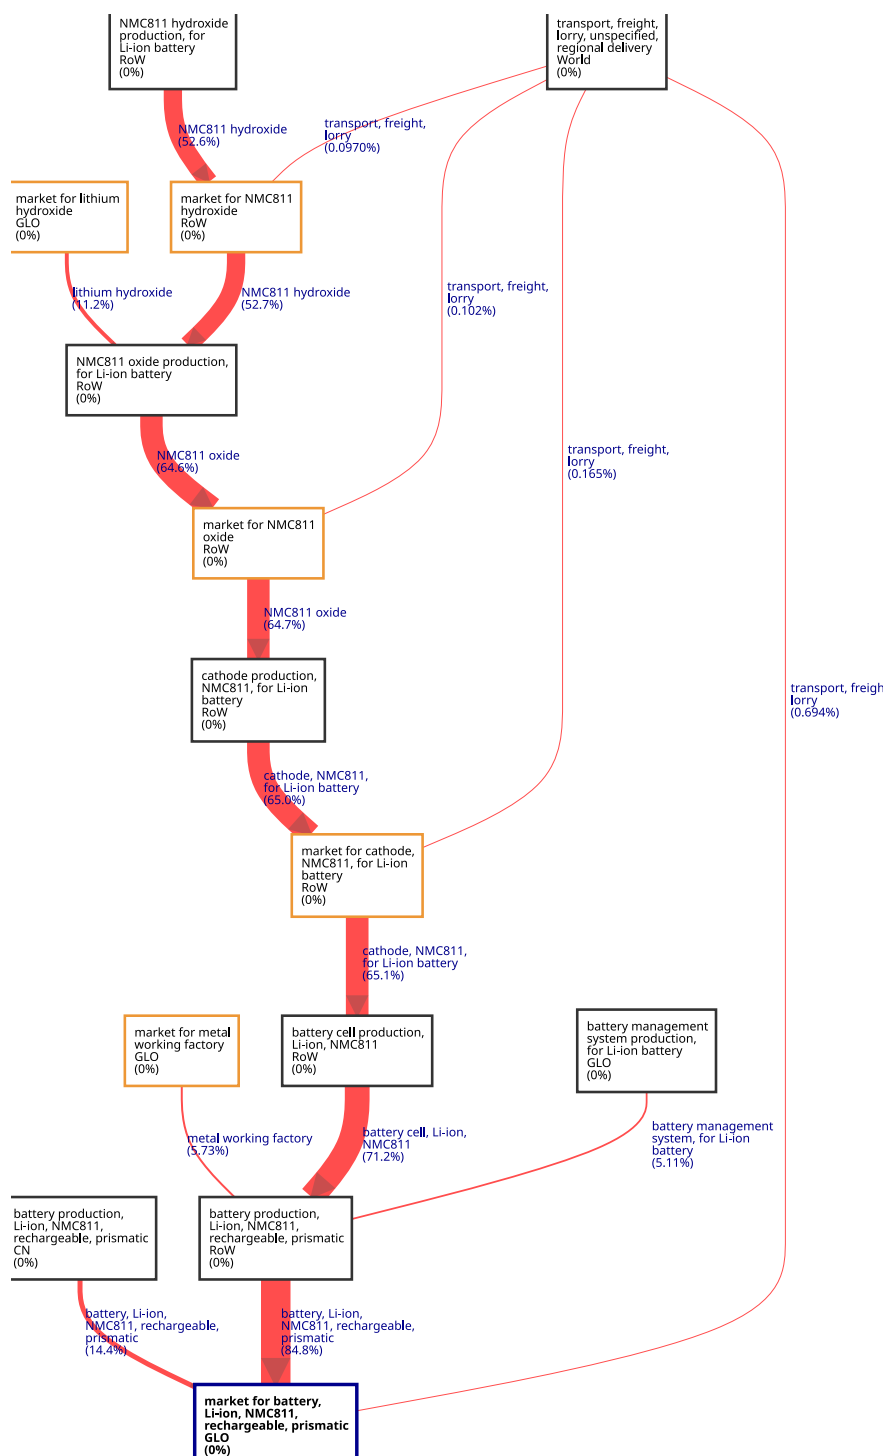 NMC811 hydroxide
production, for
Li-ion battery
RoW
(0%)
transport, freight,
lorry, unspecified,
regional delivery
World
(0%)
NMC811 hydroxide
(52.6%)
transport, freight,
lorry
(0.0970%)
market for lithium
hydroxide
GLO
(0%)
market for NMC811
hydroxide
RoW
(0%)
lithium hydroxide
(11.2%)
NMC811 hydroxide
(52.7%)
transport, freight,
lorry
(0.102%)
NMC811 oxide production,
for Li-ion battery
RoW
(0%)
NMC811 oxide
(64.6%)
transport, freight,
lorry
(0.165%)
market for NMC811
oxide
RoW
(0%)
NMC811 oxide
(64.7%)
cathode production,
NMC811, for Li-ion
battery
RoW
(0%)
transport, freigh
lorry
(0.694%)
cathode, NMC811,
for Li-ion battery
(65.0%)
market for cathode,
NMC811, for Li-ion
battery
RoW
(0%)
cathode, NMC811,
for Li-ion battery
(65.1%)
market for metal
working factory
GLO
(0%)
battery cell production,
Li-ion, NMC811
RoW
(0%)
battery management
system production,
for Li-ion battery
GLO
(0%)
metal working factory
(5.73%)
battery cell, Li-ion,
NMC811
(71.2%)
battery management
system, for Li-ion
battery
(5.11%)
battery production,
Li-ion, NMC811,
rechargeable, prismatic
CN
(0%)
battery production,
Li-ion, NMC811,
rechargeable, prismatic
RoW
(0%)
battery, Li-ion,
NMC811, rechargeable,
prismatic
(14.4%)
battery, Li-ion,
NMC811, rechargeable,
prismatic
(84.8%)
market for battery,
Li-ion, NMC811,
rechargeable, prismatic
GLO
(0%)